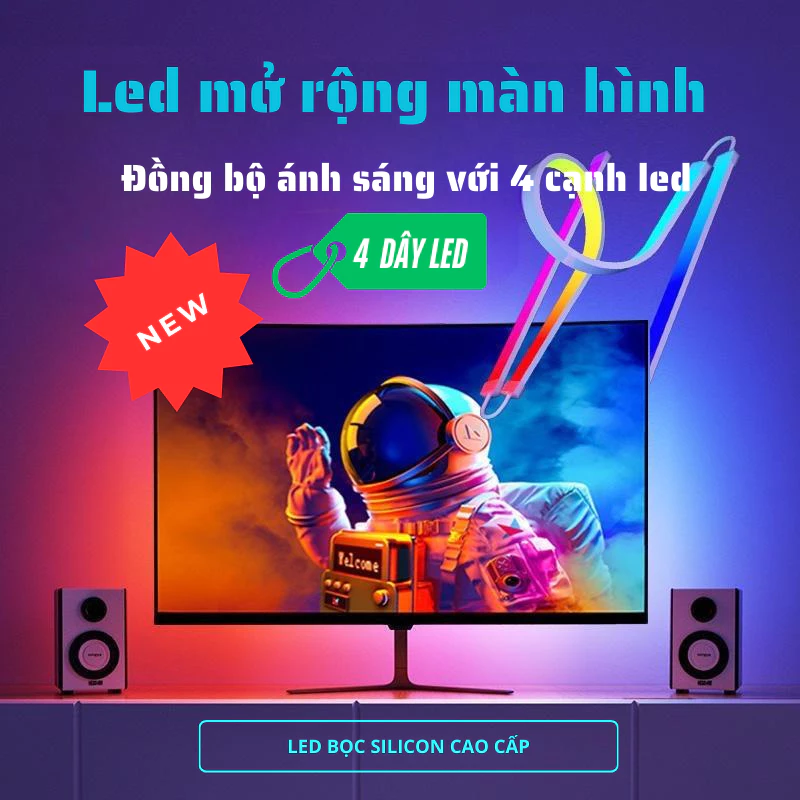 Led mở rộng màn hình
Đồng bộ ánh sáng với 4 cạnh led
4 DÂY LED
NEW
Welcome
LED BỌC SILICON CAO CẤP